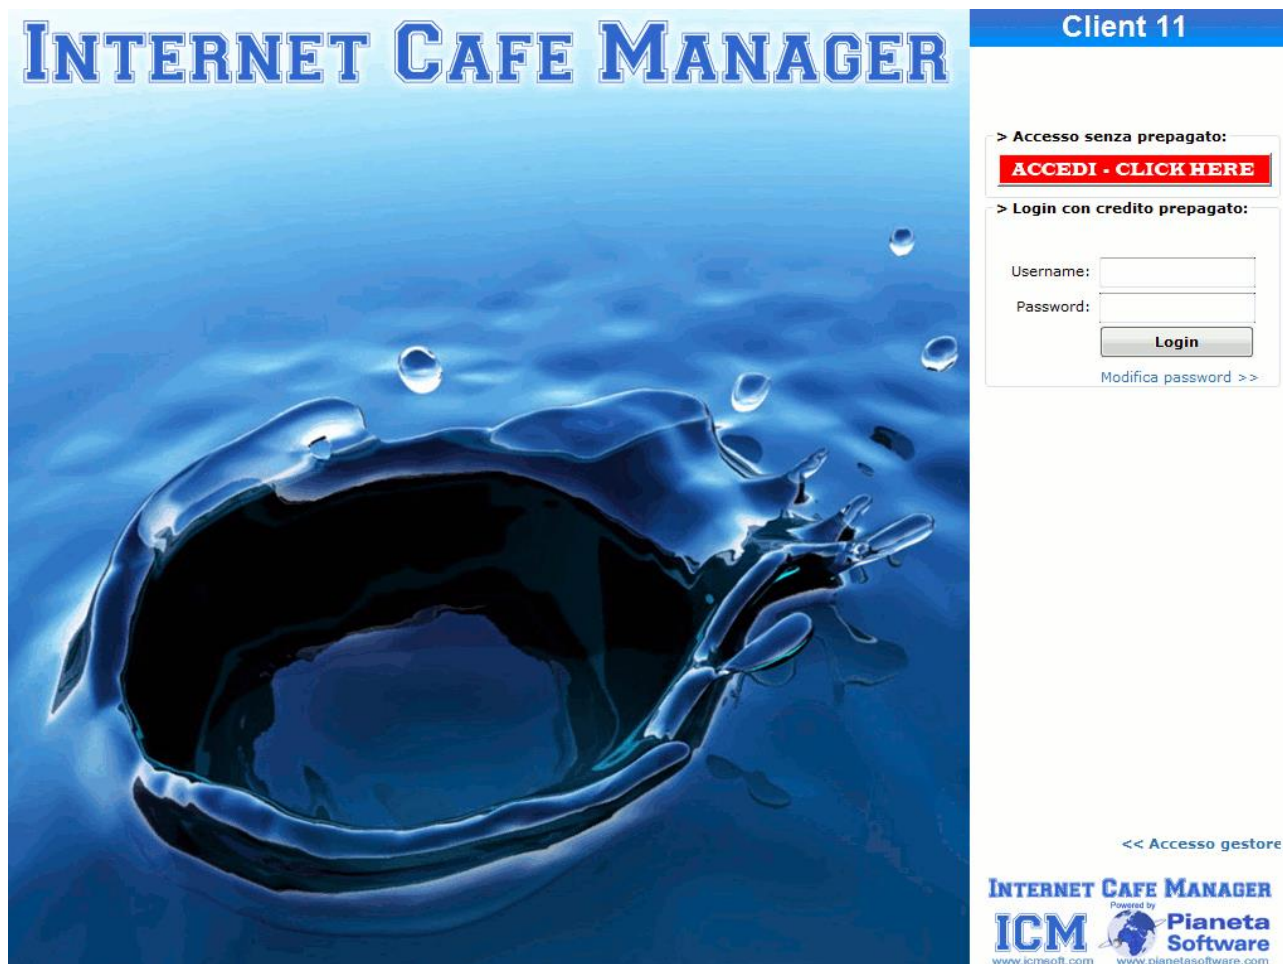 INTERNET CAFE MANAGER
Client 11
> Accesso senza prepagato:
ACCEDI - CLICK HERE
> Login con credito prepagato:
Username:
Password:
Login
Modifica password >>
<< Accesso gestore
INTERNET CAFE MANAGER
Powered by
ICM
Pianeta
Software
www.icmsoft.com www.pianetasoftware.com